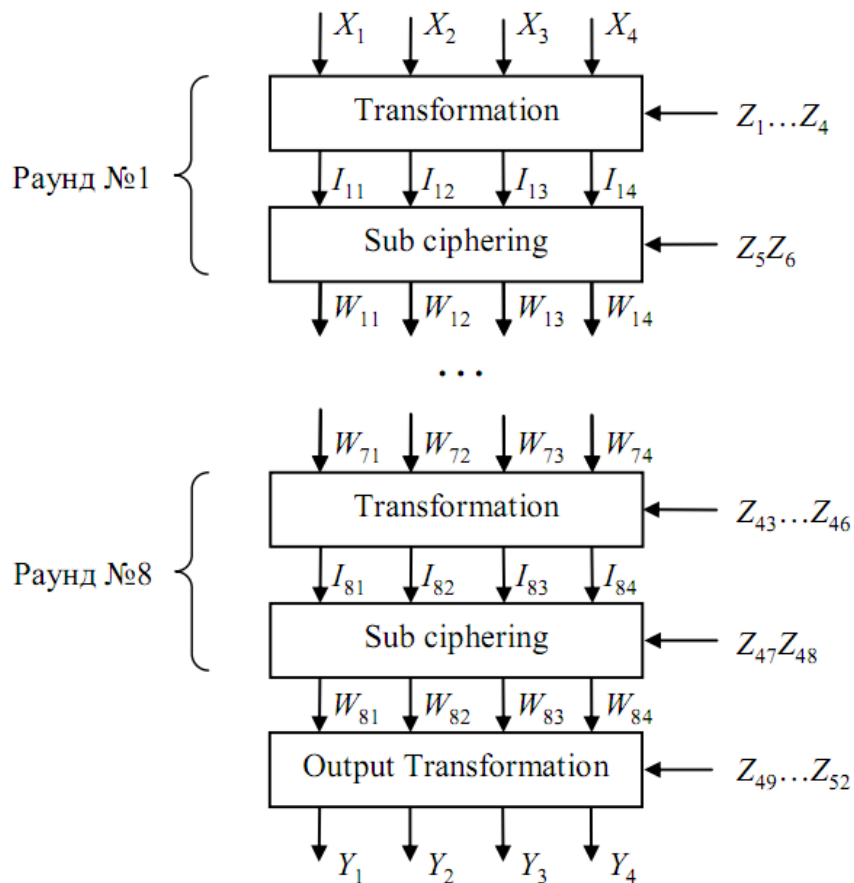 X₁ X₂ X₃ X₄
Transformation
Z₁…Z₄
Раунд №1
I₁₁ I₁₂ I₁₃ I₁₄
Sub ciphering
Z₅Z₆
W₁₁ W₁₂ W₁₃ W₁₄
...
W₇₁ W₇₂ W₇₃ W₇₄
Transformation
Z₄₃…Z₄₆
Раунд №8
I₈₁ I₈₂ I₈₃ I₈₄
Sub ciphering
Z₄₇Z₄₈
W₈₁ W₈₂ W₈₃ W₈₄
Output Transformation
Z₄₉…Z₅₂
Y₁ Y₂ Y₃ Y₄